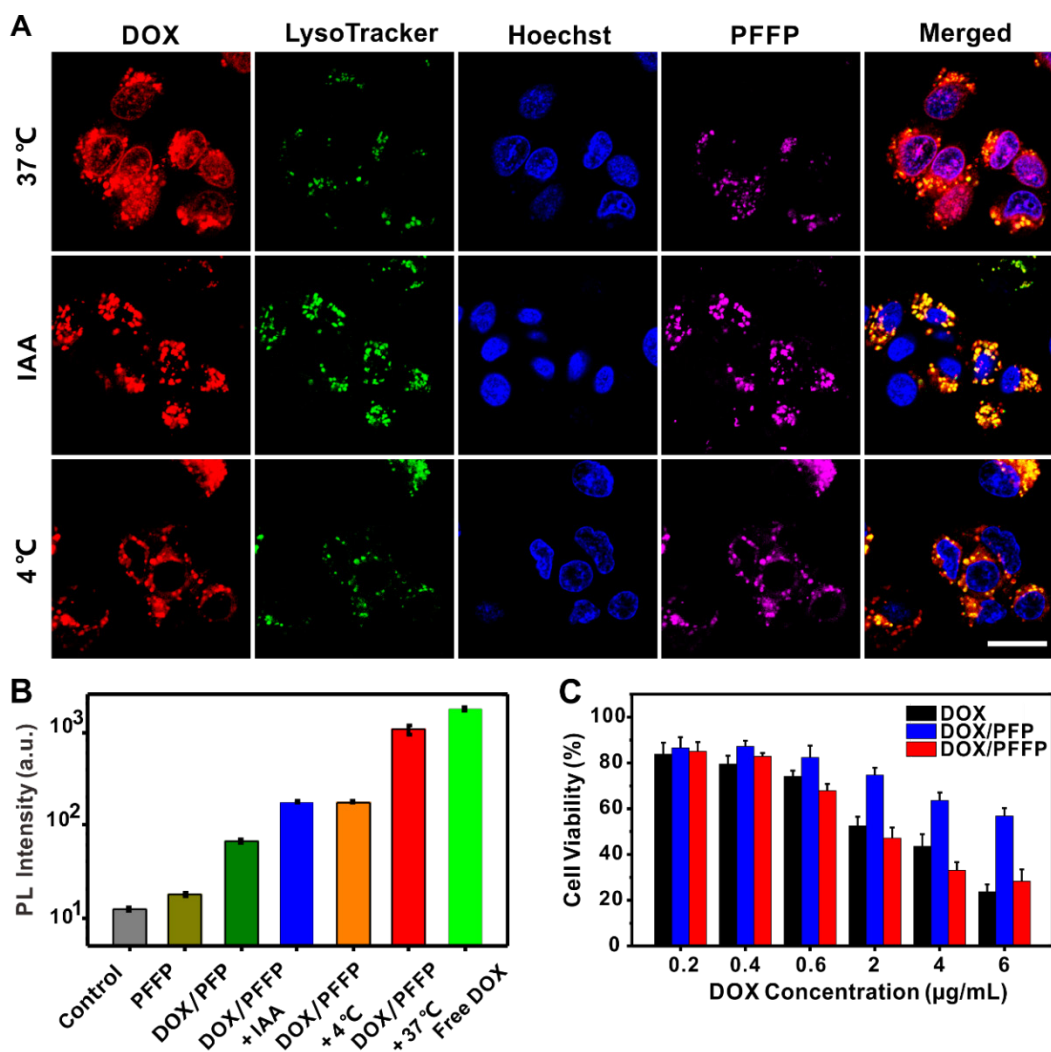 A
DOX LysoTracker Hoechst PFFP Merged
37 ℃
IAA
4 ℃
B
PL Intensity (a.u.)
10³
10²
10¹
Control
PFFP
DOX/PFP
DOX/PFFP
+ IAA
DOX/PFFP
+ 4 ℃
DOX/PFFP
+ 37 ℃
Free DOX
C
Cell Viability (%)
100
80
60
40
20
0
DOX
DOX/PFP
DOX/PFFP
0.2 0.4 0.6 2 4 6
DOX Concentration (μg/mL)